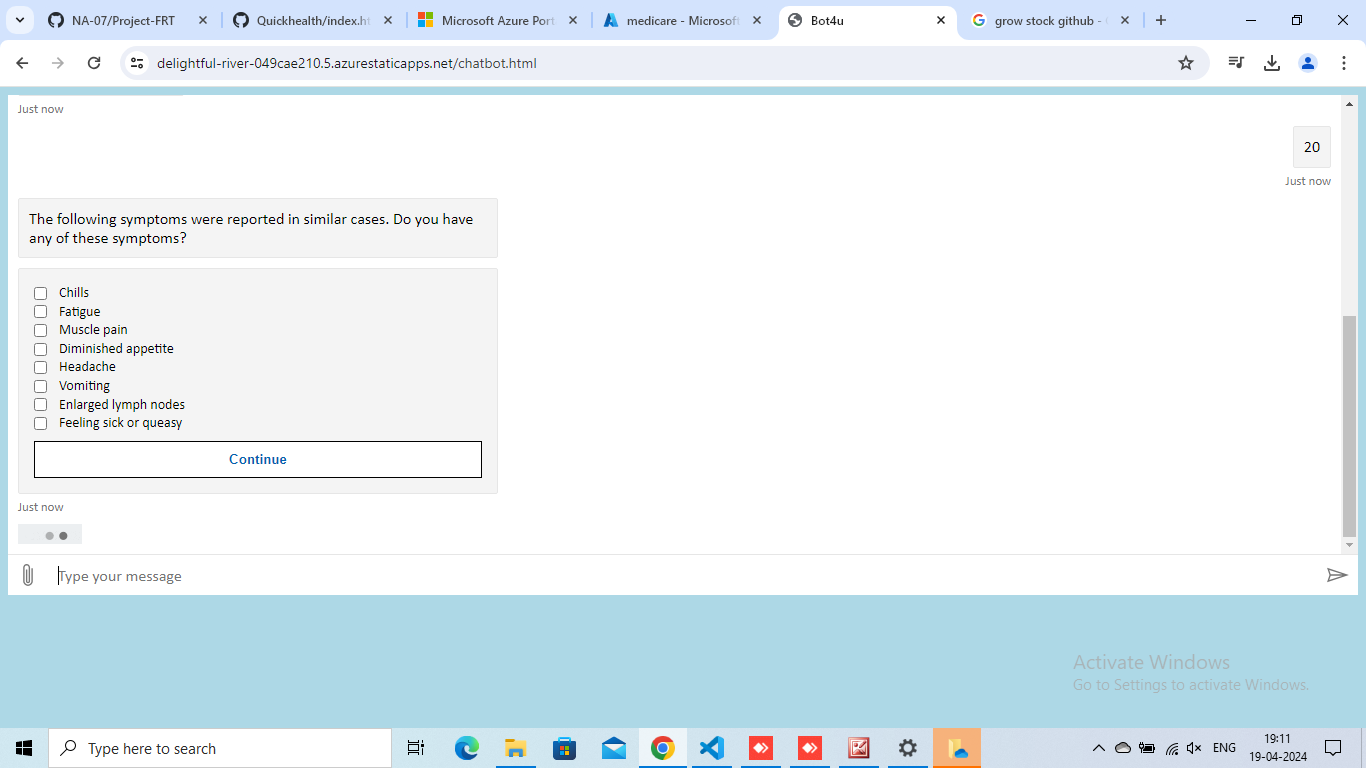 NA-07/Project-FRT
Quickhealth/index.ht
Microsoft Azure Port
medicare - Microsoft
Bot4u
grow stock github -
delightful-river-049cae210.5.azurestaticapps.net/chatbot.html
Just now
20
Just now
The following symptoms were reported in similar cases. Do you have
any of these symptoms?
Chills
Fatigue
Muscle pain
Diminished appetite
Headache
Vomiting
Enlarged lymph nodes
Feeling sick or queasy
Continue
Just now
Type your message
Activate Windows
Go to Settings to activate Windows.
Type here to search
ENG
19:11
19-04-2024